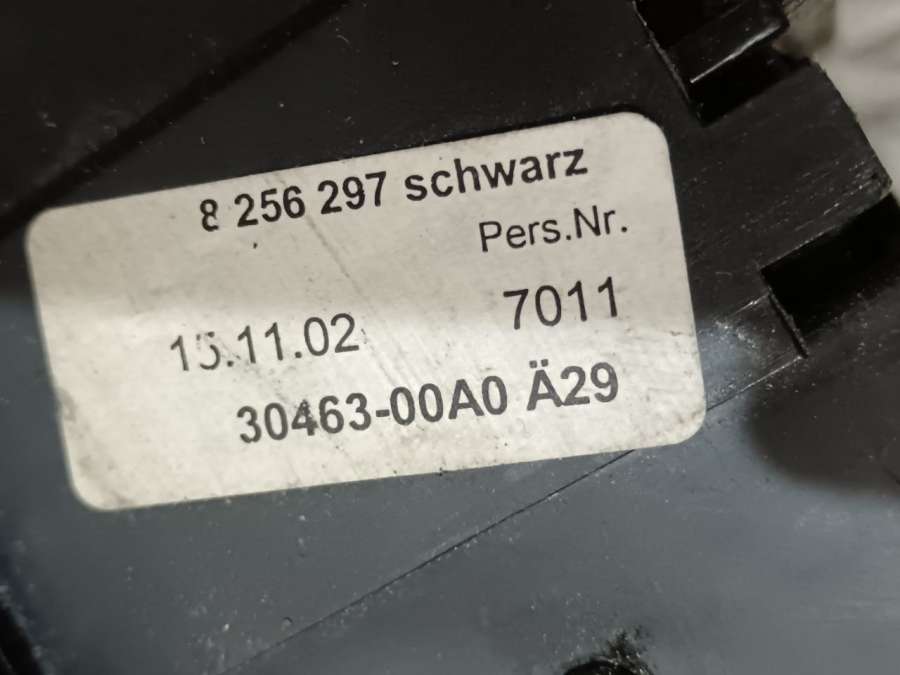 8 256 297 schwarz
Pers.Nr.
15.11.02 7011
30463-00A0 Ä29